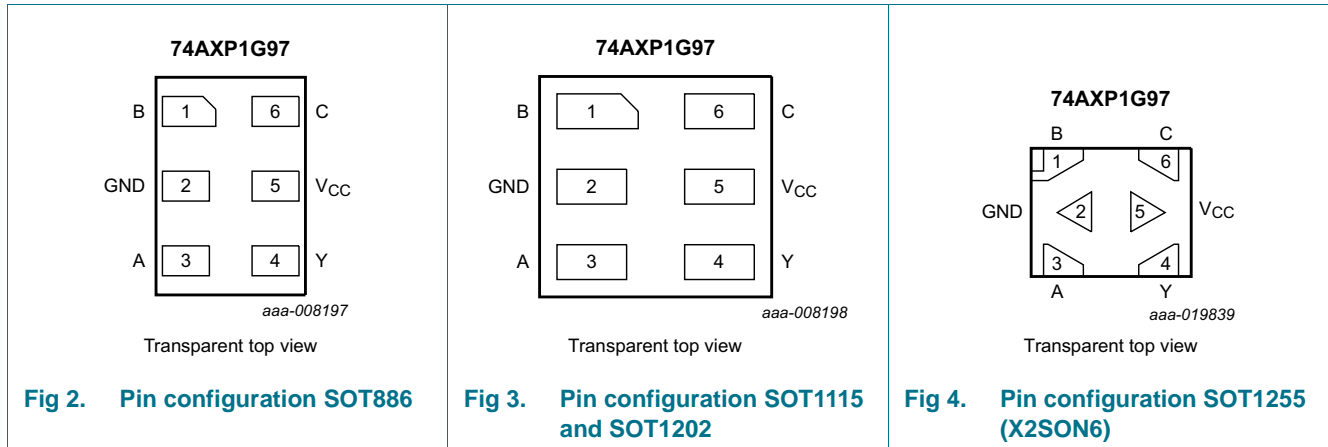 74AXP1G97
B 1 6 C
GND 2 5 VCC
A 3 4 Y
aaa-008197
Transparent top view
Fig 2. Pin configuration SOT886
74AXP1G97
B 1 6 C
GND 2 5 VCC
A 3 4 Y
aaa-008198
Transparent top view
Fig 3. Pin configuration SOT1115
and SOT1202
74AXP1G97
B C
1 6
GND 2 5 VCC
3 4
A Y
aaa-019839
Transparent top view
Fig 4. Pin configuration SOT1255
(X2SON6)